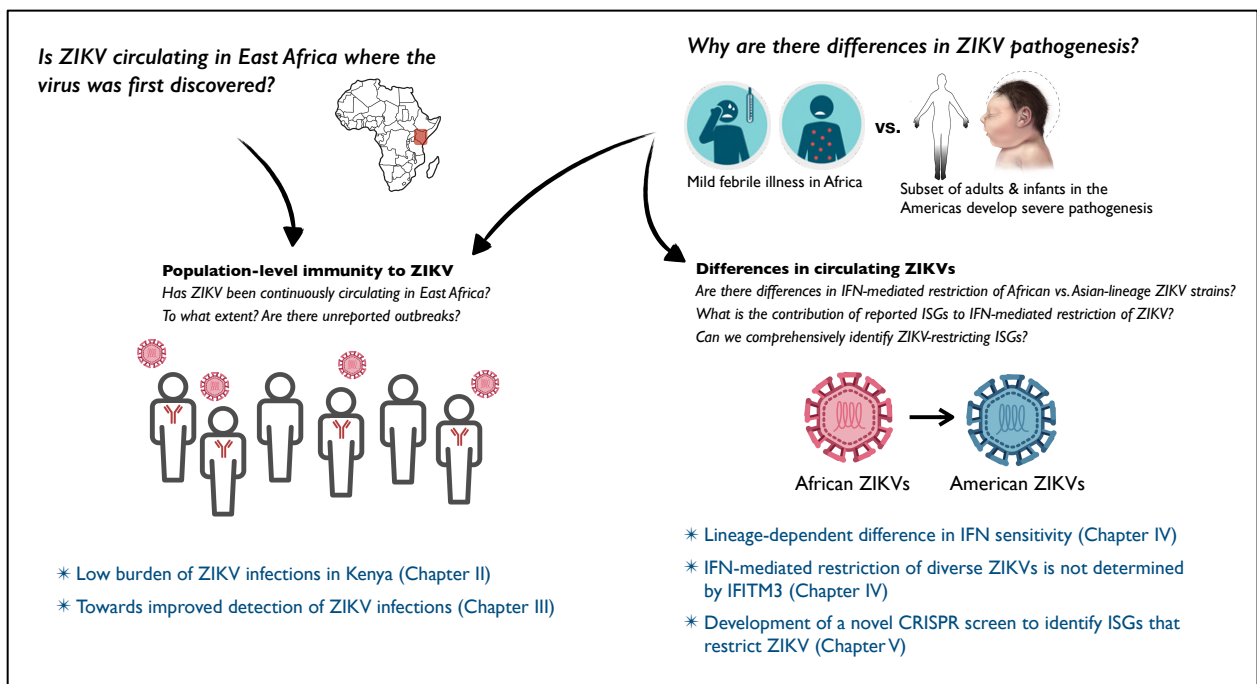 Is ZIKV circulating in East Africa where the
virus was first discovered?
Why are there differences in ZIKV pathogenesis?
vs.
Mild febrile illness in Africa
Subset of adults & infants in the
Americas develop severe pathogenesis
Population-level immunity to ZIKV
Has ZIKV been continuously circulating in East Africa?
To what extent? Are there unreported outbreaks?
Differences in circulating ZIKVs
Are there differences in IFN-mediated restriction of African vs. Asian-lineage ZIKV strains?
What is the contribution of reported ISGs to IFN-mediated restriction of ZIKV?
Can we comprehensively identify ZIKV-restricting ISGs?
African ZIKVs
American ZIKVs
✴ Low burden of ZIKV infections in Kenya (Chapter II)
✴ Towards improved detection of ZIKV infections (Chapter III)
✴ Lineage-dependent difference in IFN sensitivity (Chapter IV)
✴ IFN-mediated restriction of diverse ZIKVs is not determined
by IFITM3 (Chapter IV)
✴ Development of a novel CRISPR screen to identify ISGs that
restrict ZIKV (Chapter V)